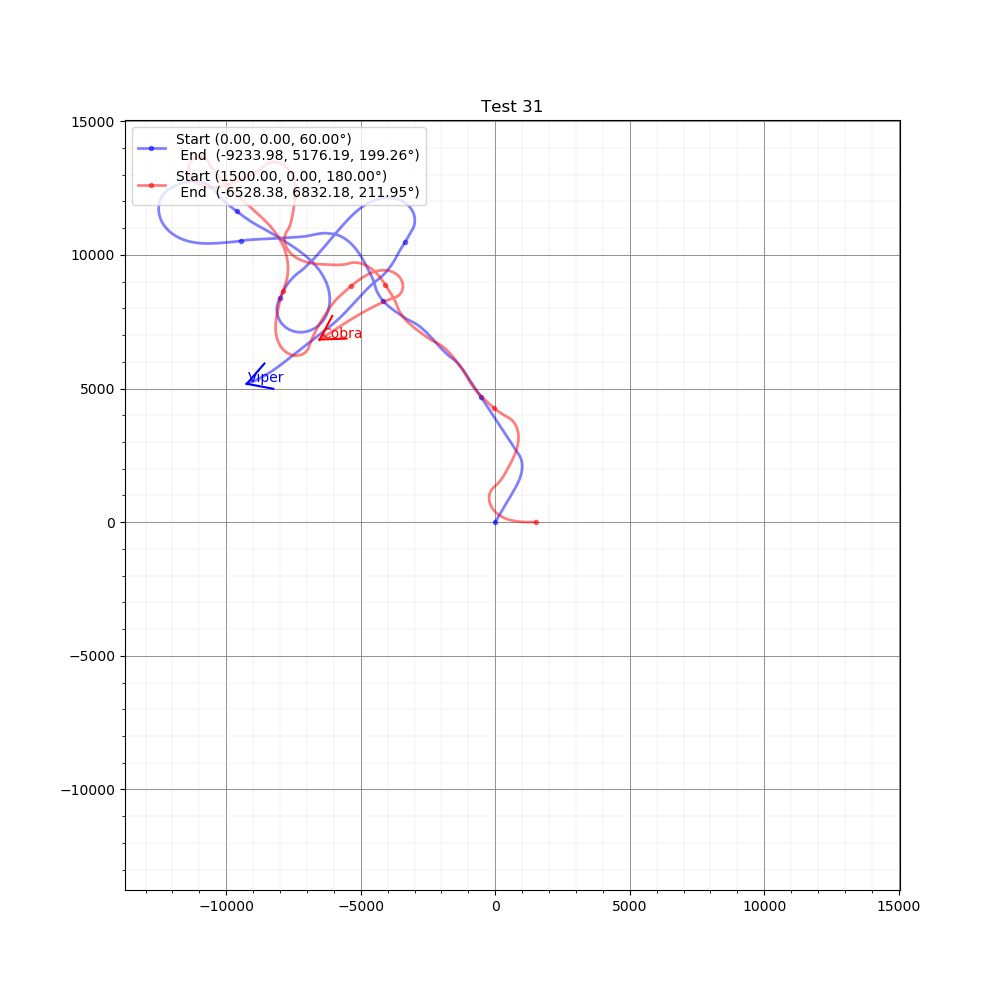 Test 31
Start (0.00, 0.00, 60.00°)
End  (-9233.98, 5176.19, 199.26°)
Start (1500.00, 0.00, 180.00°)
End  (-6528.38, 6832.18, 211.95°)
15000
10000
5000
0
−5000
−10000
Cobra
Viper
−10000 −5000 0 5000 10000 15000